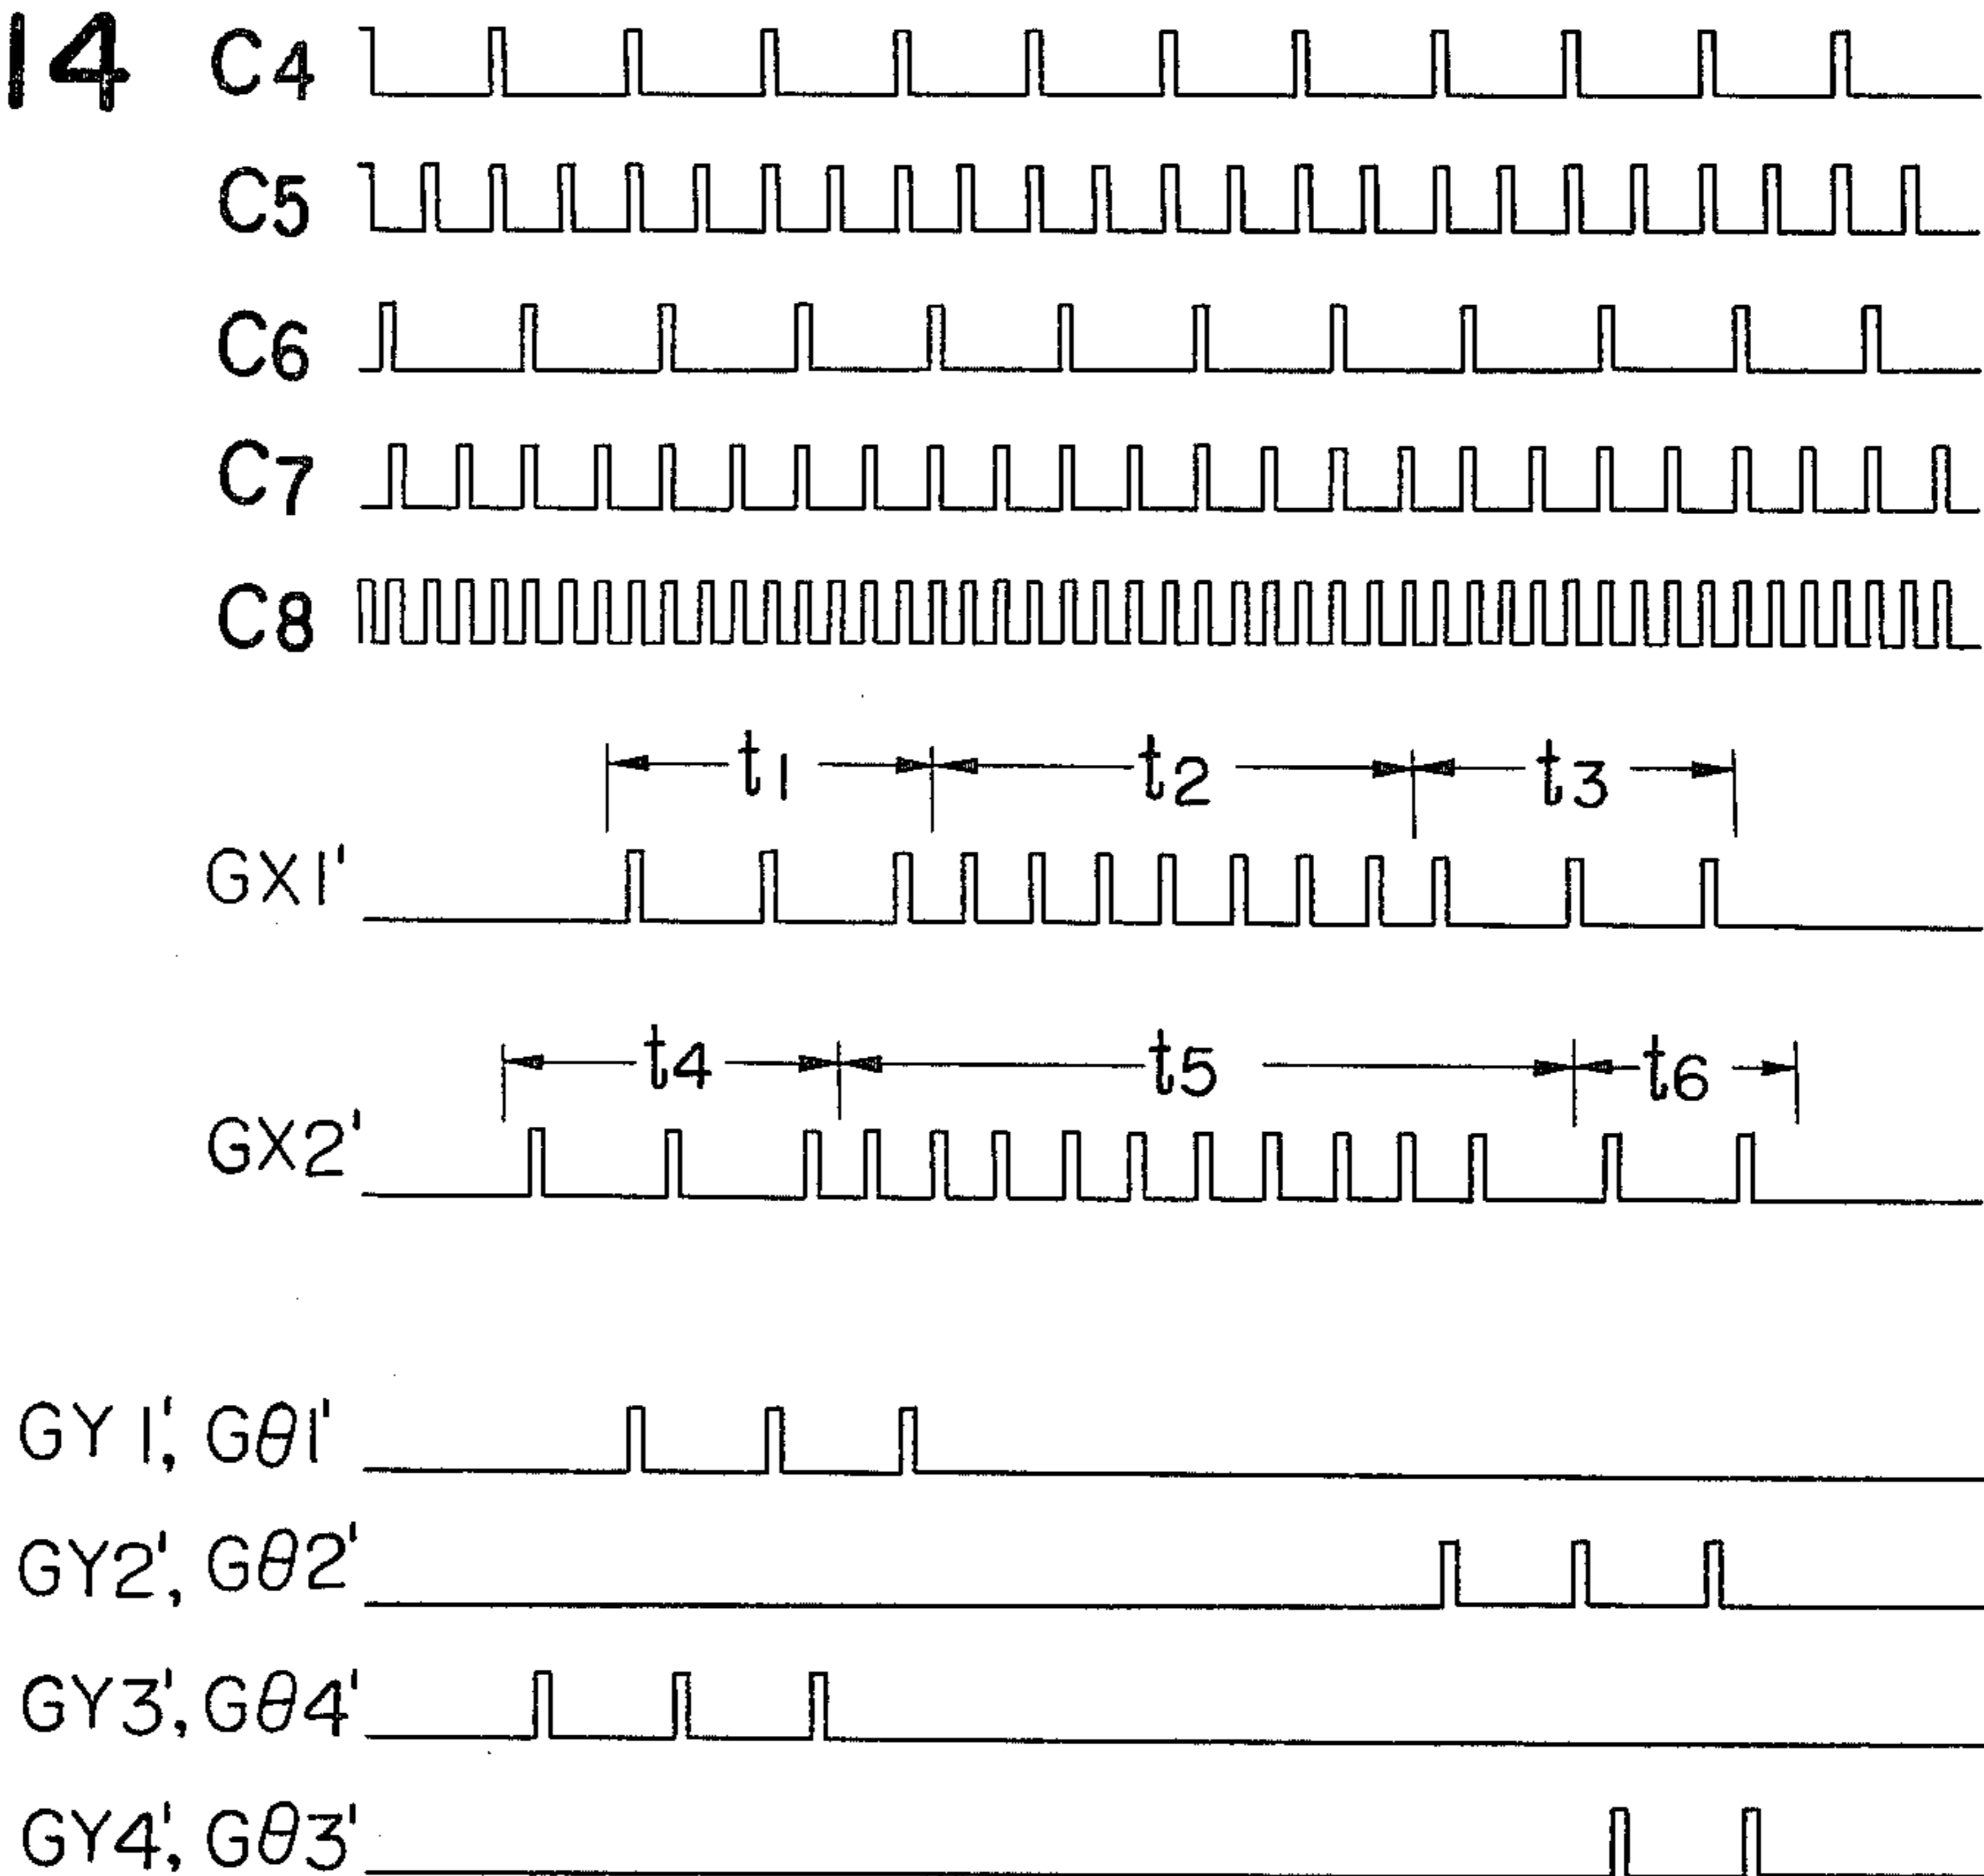 14
C4
C5
C6
C7
C8
t1 t2 t3
GX1'
t4 t5 t6
GX2'
GY1', Gθ1'
GY2', Gθ2'
GY3', Gθ4'
GY4', Gθ3'